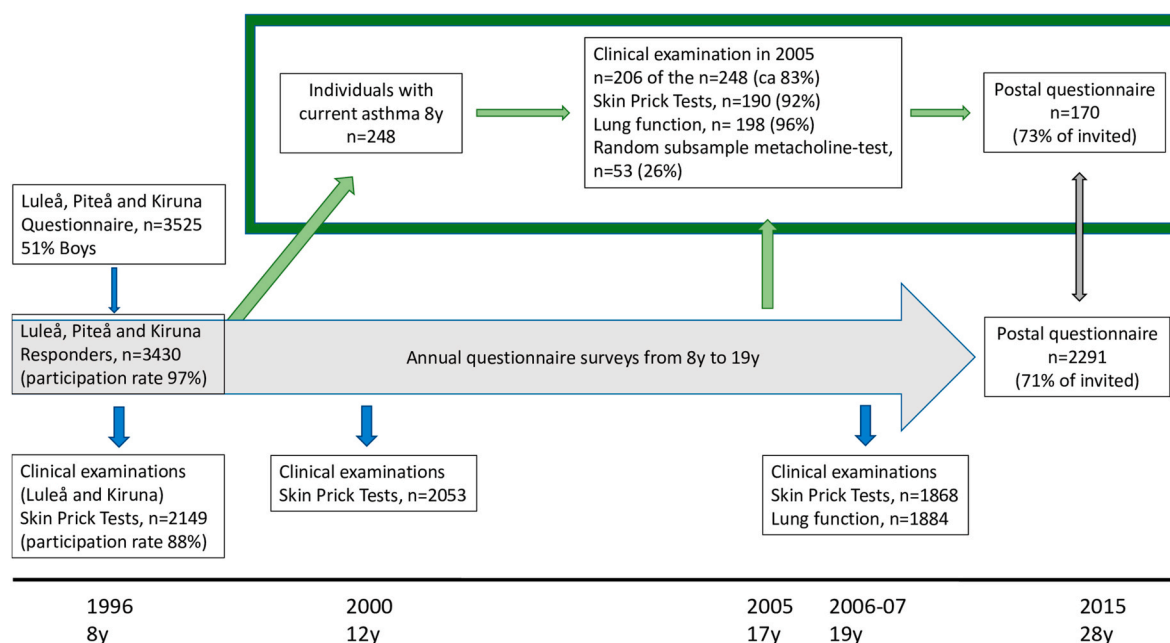 Individuals with
current asthma 8y
n=248
Clinical examination in 2005
n=206 of the n=248 (ca 83%)
Skin Prick Tests, n=190 (92%)
Lung function, n= 198 (96%)
Random subsample metacholine-test,
n=53 (26%)
Postal questionnaire
n=170
(73% of invited)
Luleå, Piteå and Kiruna
Questionnaire, n=3525
51% Boys
Luleå, Piteå and Kiruna
Responders, n=3430
(participation rate 97%)
Annual questionnaire surveys from 8y to 19y
Postal questionnaire
n=2291
(71% of invited)
Clinical examinations
(Luleå and Kiruna)
Skin Prick Tests, n=2149
(participation rate 88%)
Clinical examinations
Skin Prick Tests, n=2053
Clinical examinations
Skin Prick Tests, n=1868
Lung function, n=1884
1996 2000 2005 2006-07 2015
8y 12y 17y 19y 28y